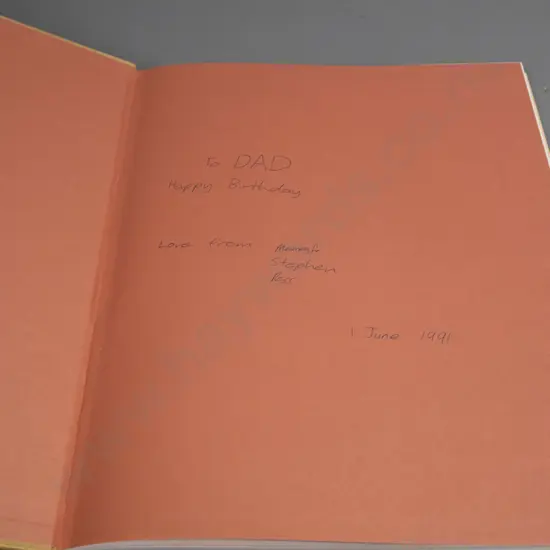 To DAD
Happy Birthday
Love from
Stephen
1 June 1991